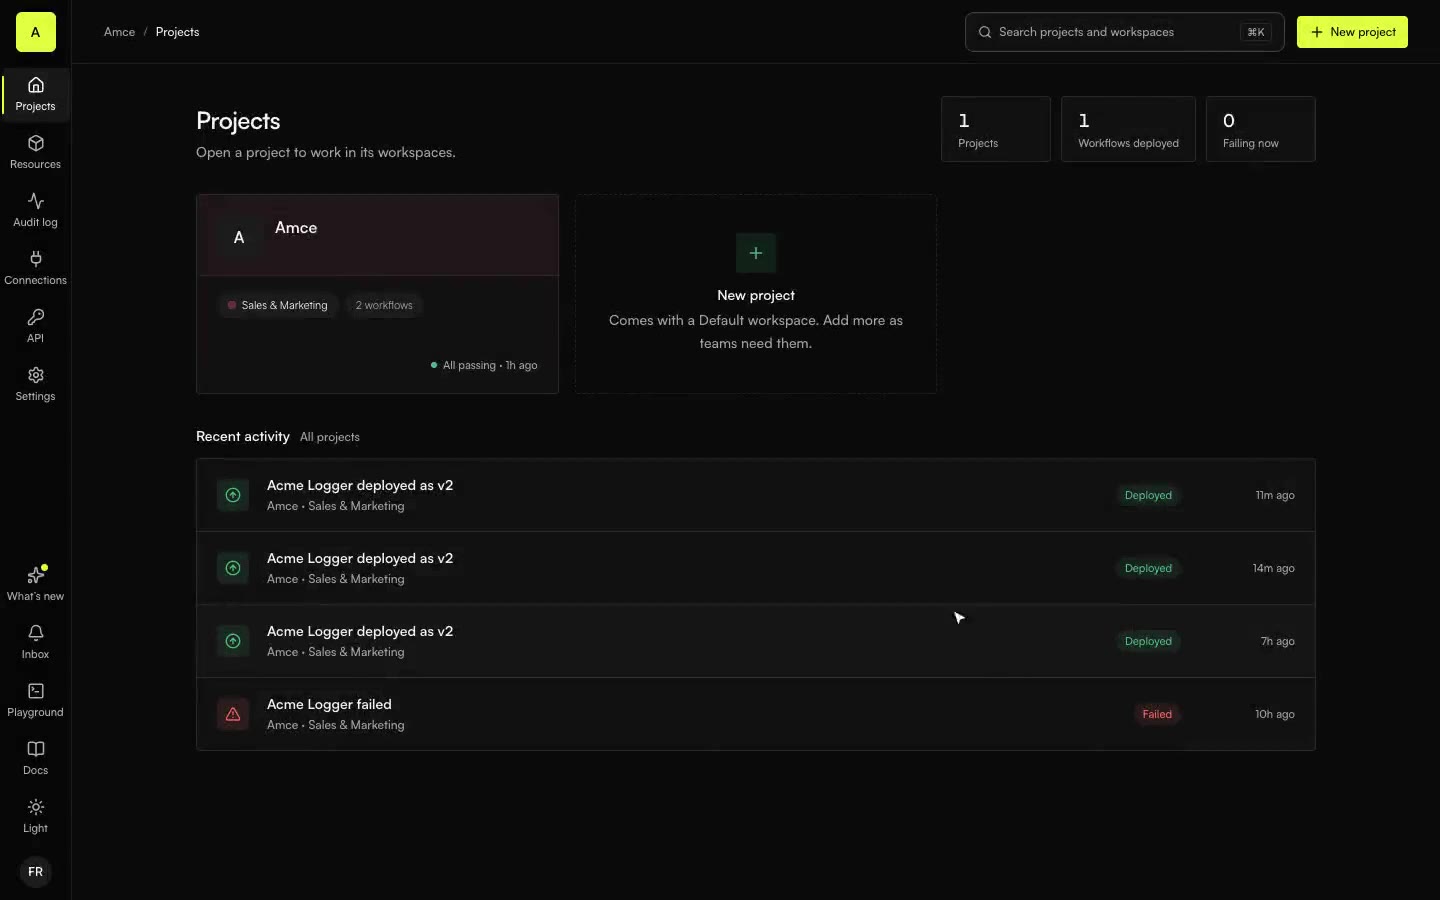 A
Amce / Projects
Search projects and workspaces ⌘K
+ New project
Projects
Resources
Audit log
Connections
API
Settings
What's new
Inbox
Playground
Docs
Light
FR
Projects
Open a project to work in its workspaces.
1
Projects
1
Workflows deployed
0
Failing now
A
Amce
Sales & Marketing
2 workflows
All passing · 1h ago
New project
Comes with a Default workspace. Add more as
teams need them.
Recent activity All projects
Acme Logger deployed as v2
Amce · Sales & Marketing
Deployed 11m ago
Acme Logger deployed as v2
Amce · Sales & Marketing
Deployed 14m ago
Acme Logger deployed as v2
Amce · Sales & Marketing
Deployed 7h ago
Acme Logger failed
Amce · Sales & Marketing
Failed 10h ago